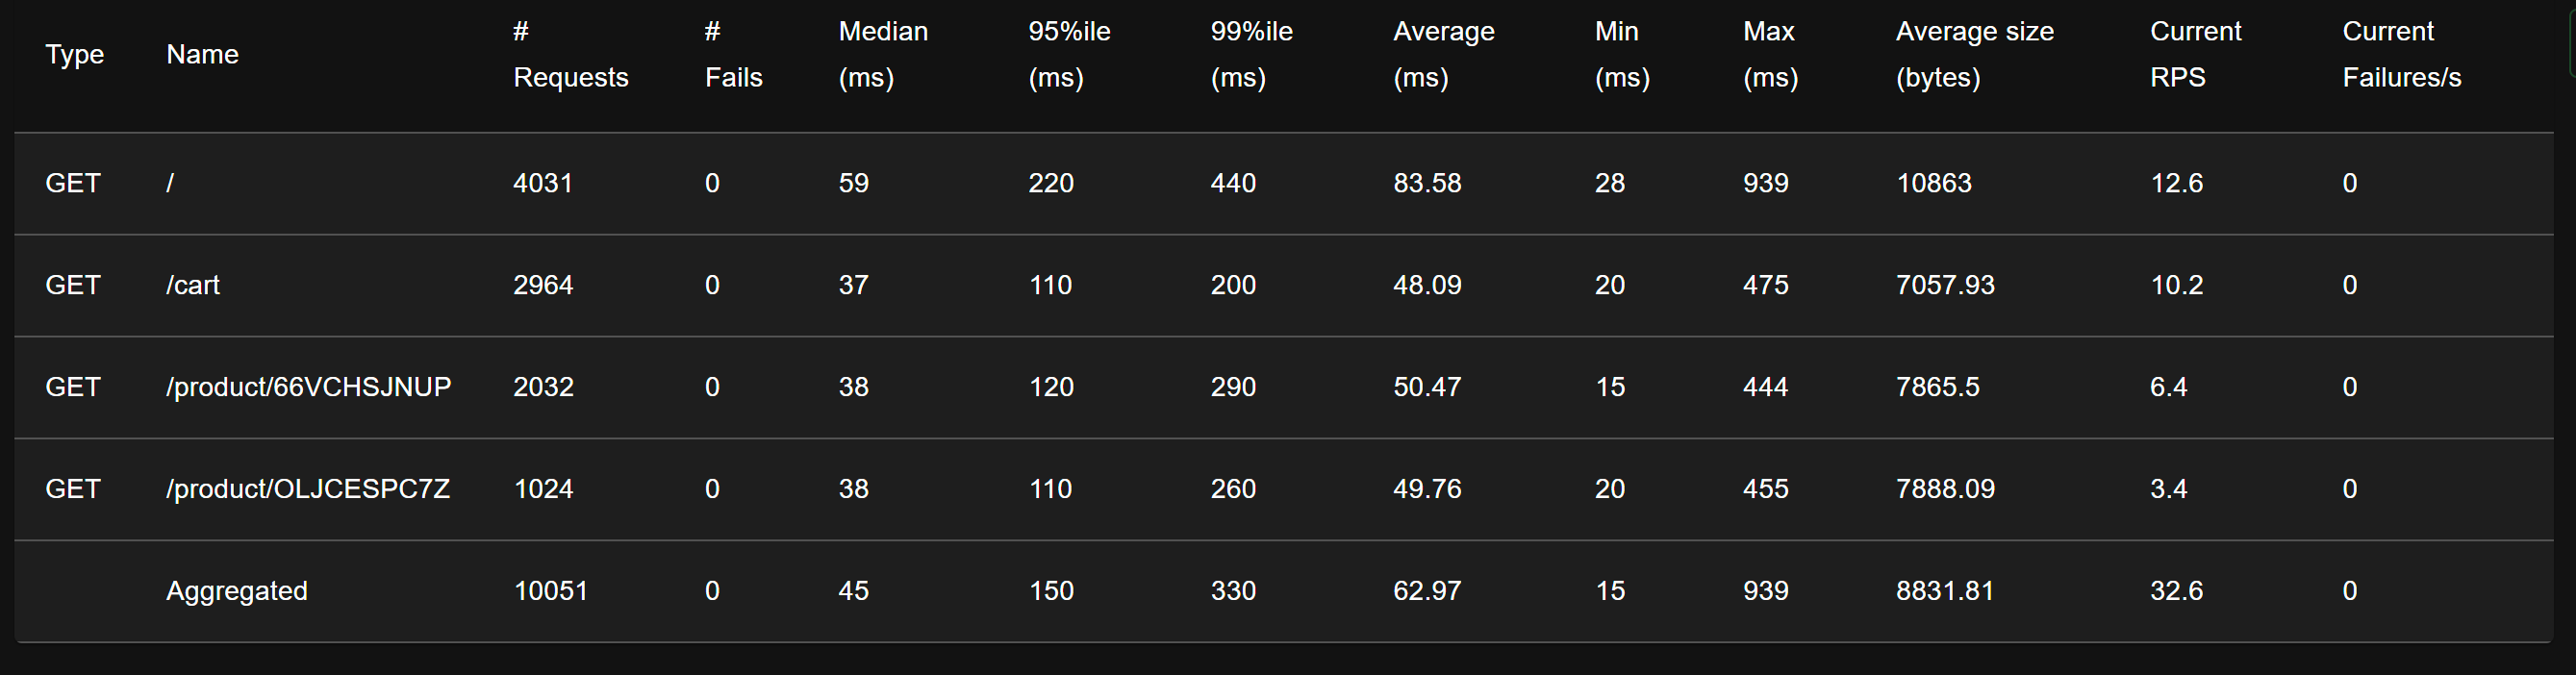 Type Name # Requests # Fails Median (ms) 95%ile (ms) 99%ile (ms) Average (ms) Min (ms) Max (ms) Average size (bytes) Current RPS Current Failures/s
GET / 4031 0 59 220 440 83.58 28 939 10863 12.6 0
GET /cart 2964 0 37 110 200 48.09 20 475 7057.93 10.2 0
GET /product/66VCHSJNUP 2032 0 38 120 290 50.47 15 444 7865.5 6.4 0
GET /product/OLJCESPC7Z 1024 0 38 110 260 49.76 20 455 7888.09 3.4 0
Aggregated 10051 0 45 150 330 62.97 15 939 8831.81 32.6 0